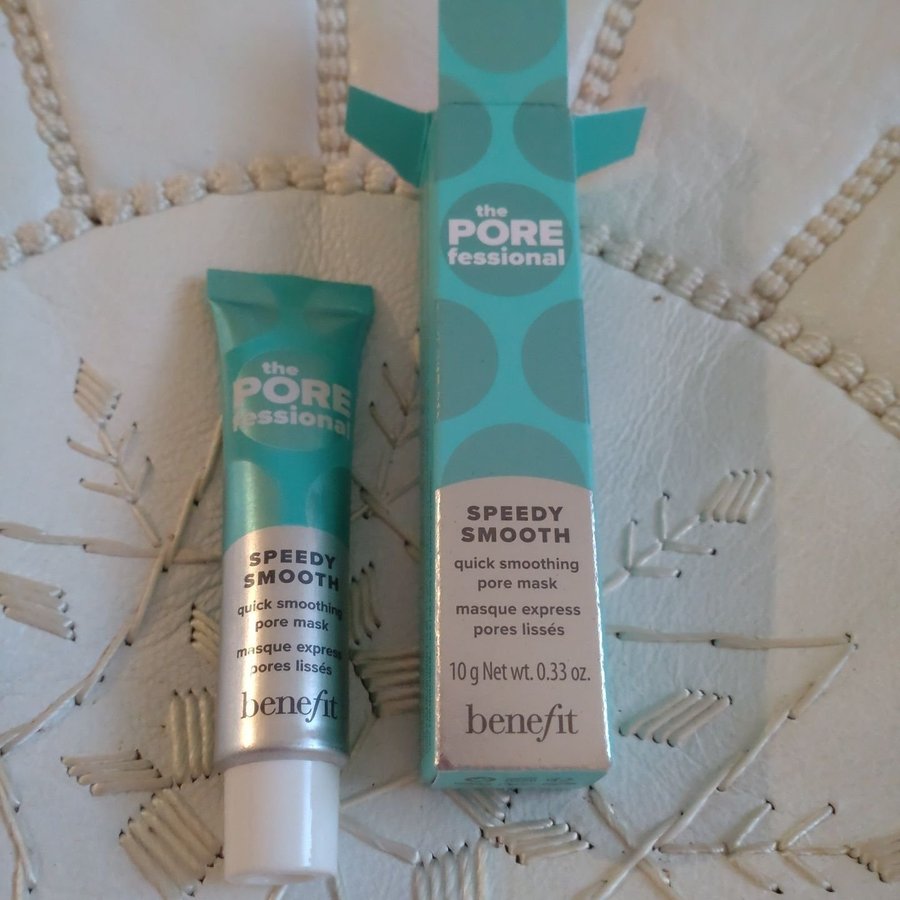 the
PORE
fessional
SPEEDY
SMOOTH
quick smoothing
pore mask
masque express
pores lissés
benefit
the
PORE
fessional
SPEEDY
SMOOTH
quick smoothing
pore mask
masque express
pores lissés
10 g Net wt. 0.33 oz.
benefit